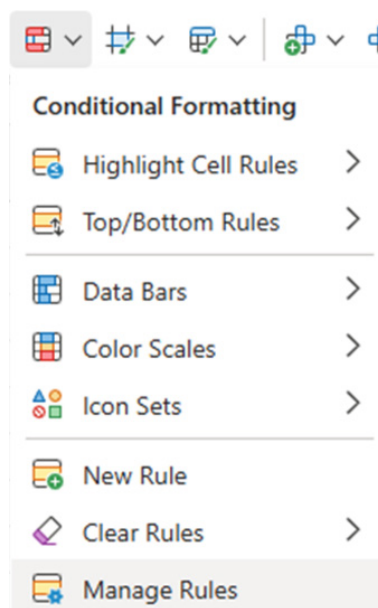 Conditional Formatting
Highlight Cell Rules
Top/Bottom Rules
Data Bars
Color Scales
Icon Sets
New Rule
Clear Rules
Manage Rules